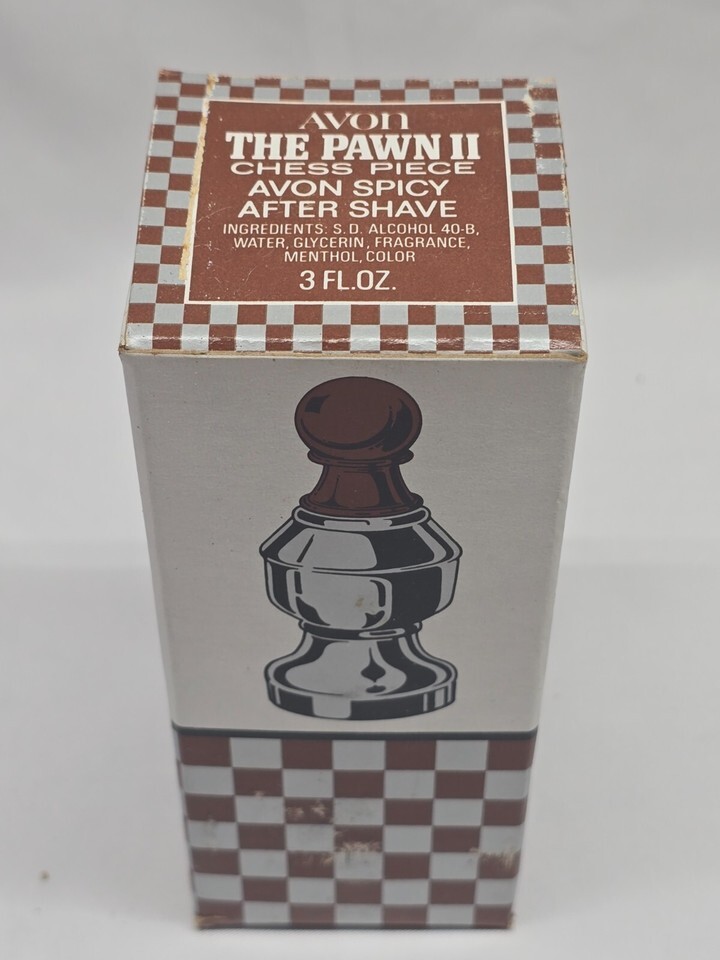 AVON
THE PAWN II
CHESS PIECE
AVON SPICY
AFTER SHAVE
INGREDIENTS: S.D. ALCOHOL 40-B,
WATER, GLYCERIN, FRAGRANCE,
MENTHOL, COLOR
3 FL.OZ.